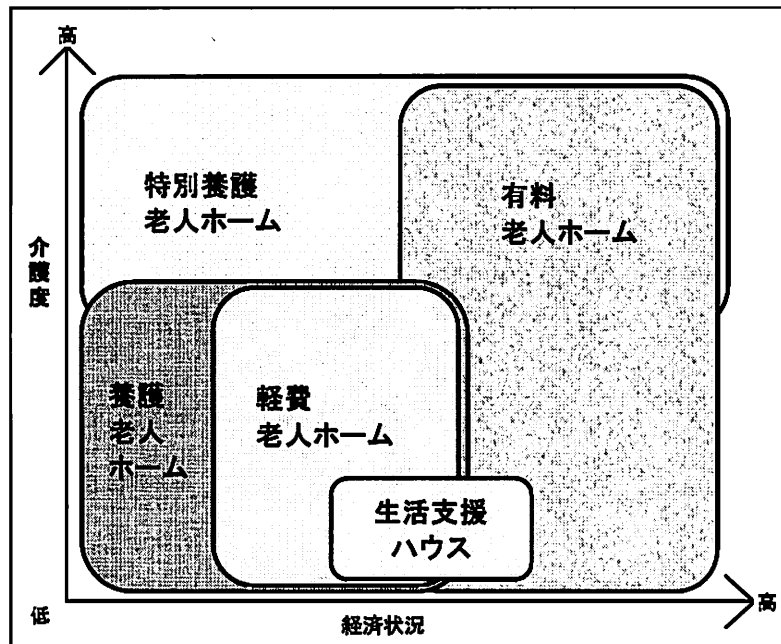 高
特別養護
老人ホーム
有料
老人ホーム
介護度
養護
老人
ホーム
軽費
老人ホーム
生活支援
ハウス
低
経済状況
高